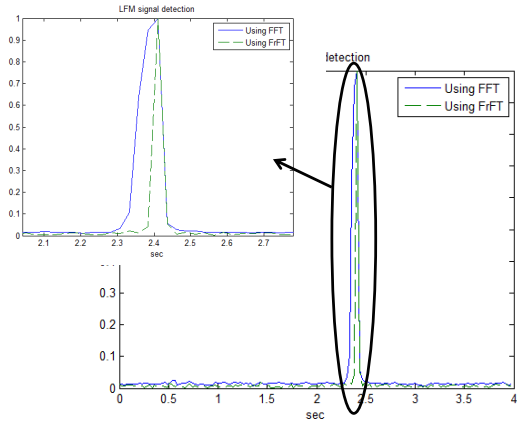 LFM signal detection
Using FFT
Using FrFT
1
0.9
0.8
0.7
0.6
0.5
0.4
0.3
0.2
0.1
0
2.1 2.2 2.3 2.4 2.5 2.6 2.7
sec
detection
Using FFT
Using FrFT
0.3
0.2
0.1
0
0 0.5 1 1.5 2 2.5 3 3.5 4
sec